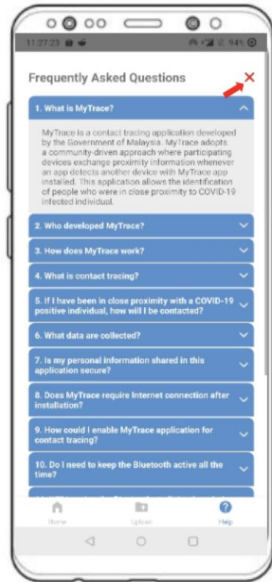 11:27:23
94%
Frequently Asked Questions
1. What is MyTrace?
MyTrace is a contact tracing application developed
by the Government of Malaysia. MyTrace adopts
a community-driven approach where participating
devices exchange proximity information whenever
an app detects another device with MyTrace app
installed. This application allows the identification
of people who were in close proximity to COVID-19
infected individual.
2. Who developed MyTrace?
3. How does MyTrace work?
4. What is contact tracing?
5. If I have been in close proximity with a COVID-19
positive individual, how will I be contacted?
6. What data are collected?
7. Is my personal information shared in this
application secure?
8. Does MyTrace require Internet connection after
installation?
9. How could I enable MyTrace application for
contact tracing?
10. Do I need to keep the Bluetooth active all the
time?
Home
Upload
Help